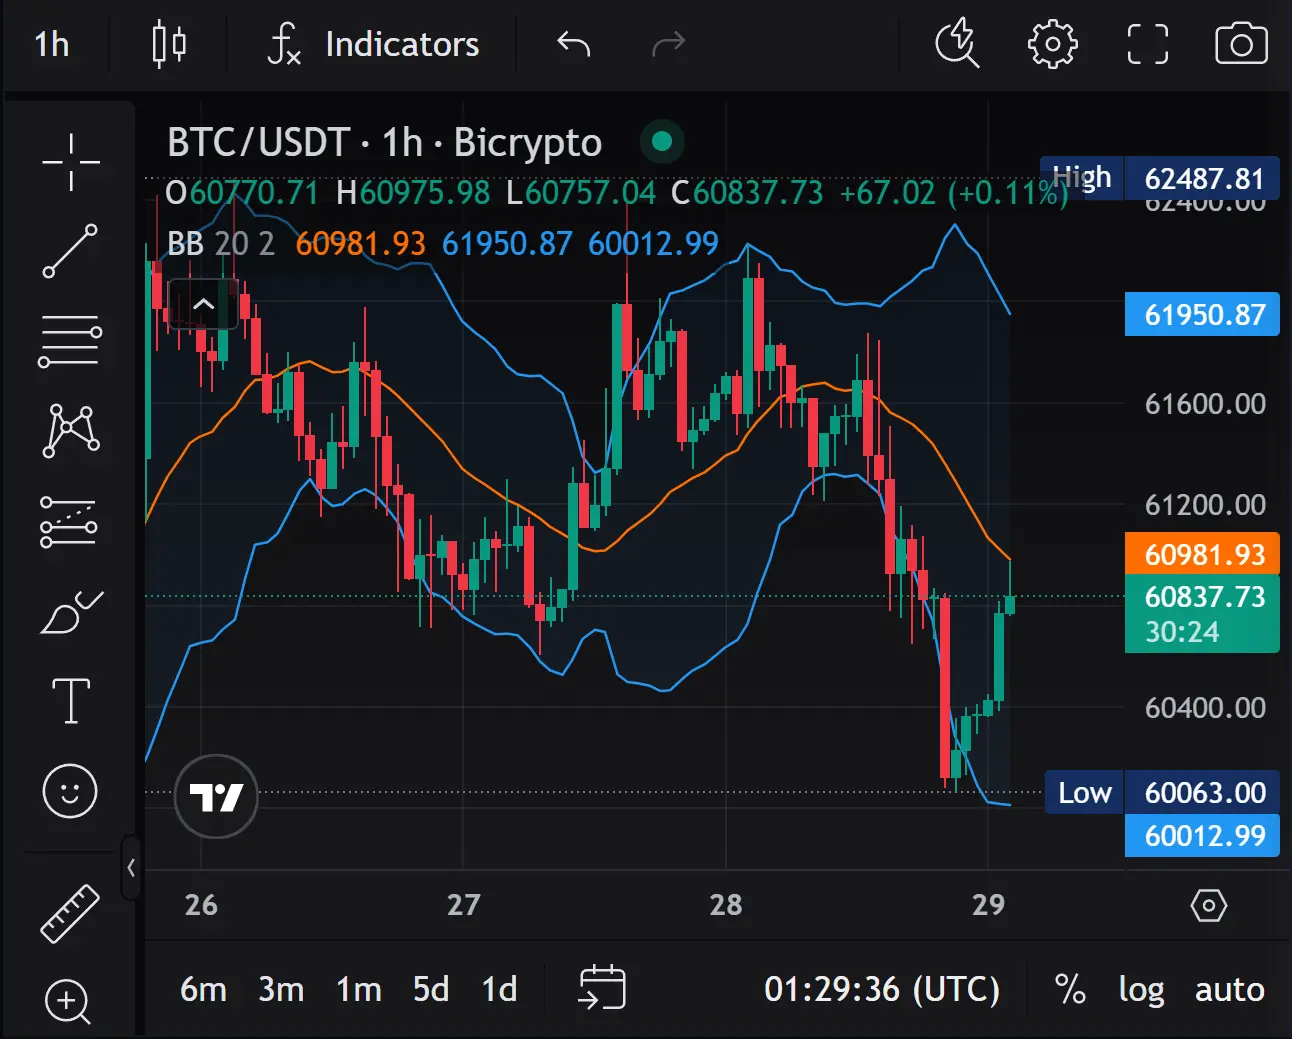 1h Indicators
BTC/USDT · 1h · Bicrypto
High 62487.81
O60770.71 H60975.98 L60757.04 C60837.73 +67.02 (+0.11%)
62400.00
BB 20 2 60981.93 61950.87 60012.99
61950.87
61600.00
61200.00
60981.93
60837.73
30:24
60400.00
Low 60063.00
60012.99
26 27 28 29
6m 3m 1m 5d 1d 01:29:36 (UTC) % log auto